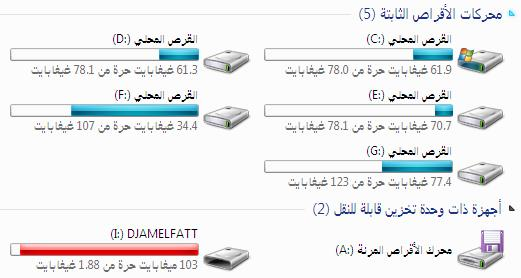 محركات الأقراص الثابتة (5)
القرص المحلي (C:)
61.9 غيغابايت حرة من 78.0 غيغابايت
القرص المحلي (D:)
61.3 غيغابايت حرة من 78.1 غيغابايت
القرص المحلي (E:)
70.7 غيغابايت حرة من 78.1 غيغابايت
القرص المحلي (F:)
34.4 غيغابايت حرة من 107 غيغابايت
القرص المحلي (G:)
77.4 غيغابايت حرة من 123 غيغابايت
أجهزة ذات وحدة تخزين قابلة للنقل (2)
محرك الأقراص المرنة (A:)
DJAMELFATT (I:)
103 ميغابايت حرة من 1.88 غيغابايت